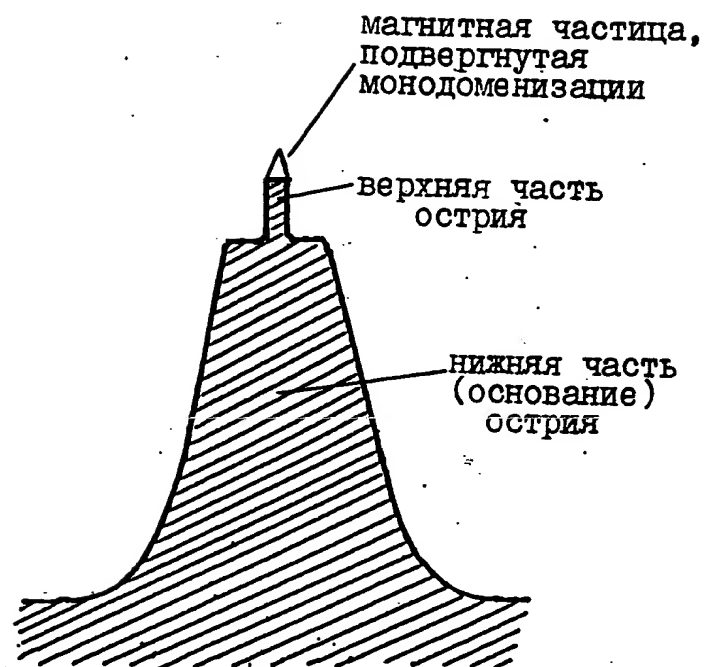 магнитная частица,
подвергнутая
монодоменизации
верхняя часть
острия
нижняя часть
(основание)
острия